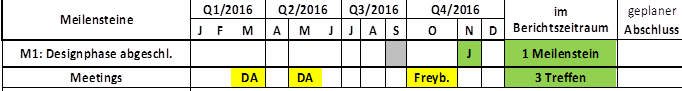 Meilensteine Q1/2016 Q2/2016 Q3/2016 Q4/2016 im Berichtszeitraum geplaner Abschluss
J F M A M J J A S O N D
M1: Designphase abgeschl. J 1 Meilenstein
Meetings DA DA Freyb. 3 Treffen